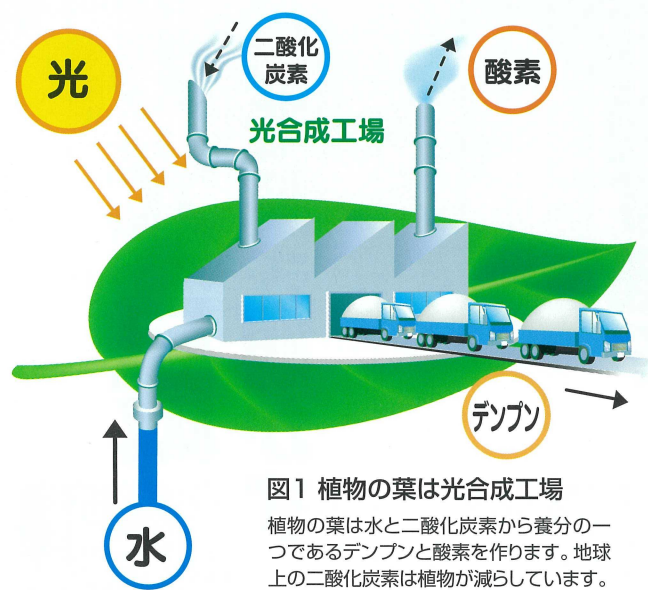 光
二酸化
炭素
酸素
光合成工場
デンプン
水
図1 植物の葉は光合成工場
植物の葉は水と二酸化炭素から養分の一
つであるデンプンと酸素を作ります。地球
上の二酸化炭素は植物が減らしています。